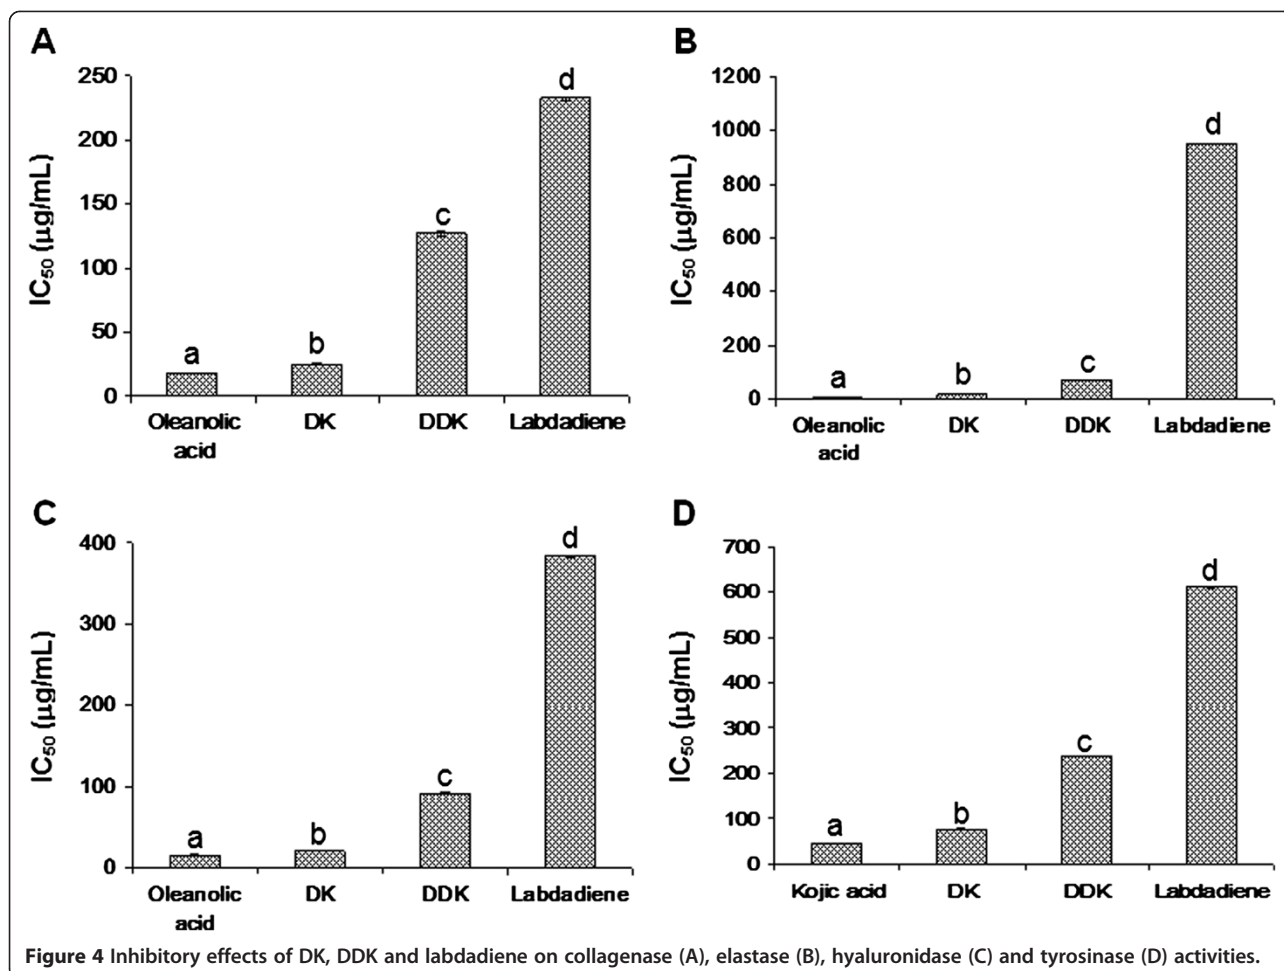 A
IC50 (µg/mL)
250
200
150
100
50
0
a
b
c
d
Oleanolic acid
DK
DDK
Labdadiene
B
IC50 (µg/mL)
1200
1000
800
600
400
200
0
a
b
c
d
Oleanolic acid
DK
DDK
Labdadiene
C
IC50 (µg/mL)
400
300
200
100
0
a
b
c
d
Oleanolic acid
DK
DDK
Labdadiene
D
IC50 (µg/mL)
700
600
500
400
300
200
100
0
a
b
c
d
Kojic acid
DK
DDK
Labdadiene
Figure 4 Inhibitory effects of DK, DDK and labdadiene on collagenase (A), elastase (B), hyaluronidase (C) and tyrosinase (D) activities.